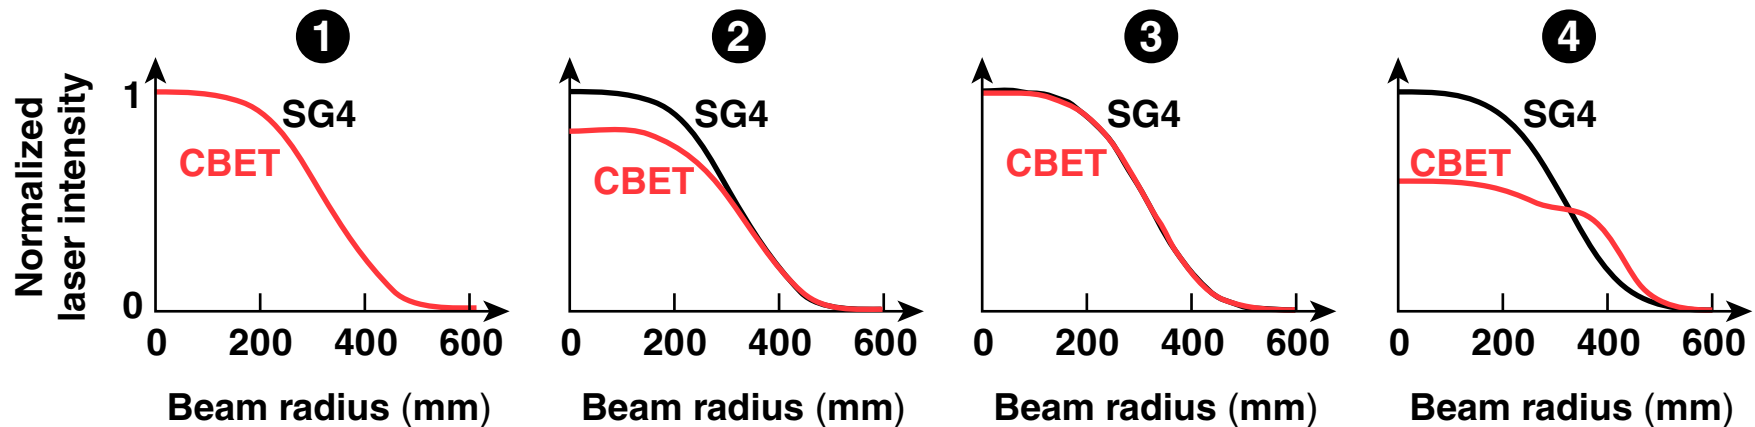 1
2
3
4
Normalized
laser intensity
1
0
SG4
CBET
0 200 400 600
Beam radius (mm)
SG4
CBET
0 200 400 600
Beam radius (mm)
SG4
CBET
0 200 400 600
Beam radius (mm)
SG4
CBET
0 200 400 600
Beam radius (mm)